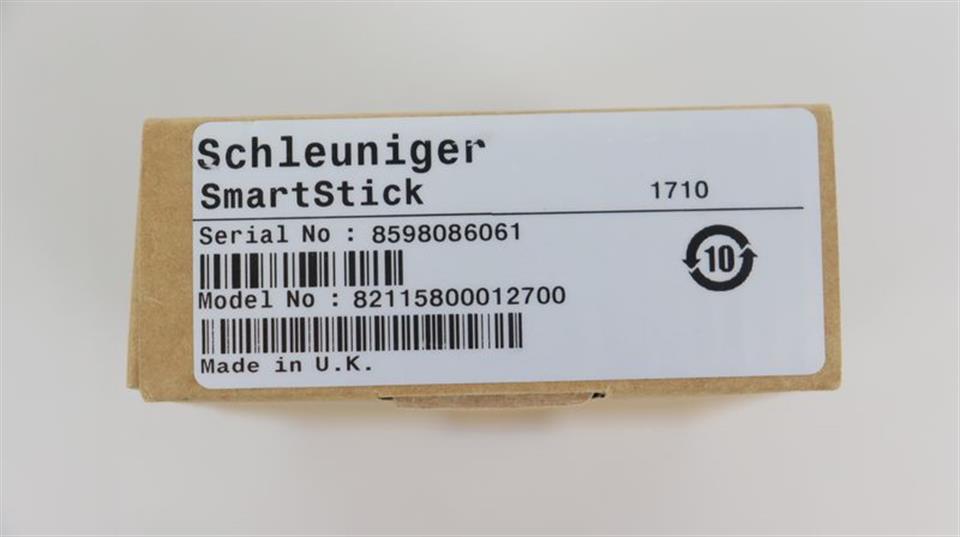 Schleuniger
SmartStick 1710
Serial No : 8598086061
10
Model No : 82115800012700
Made in U.K.